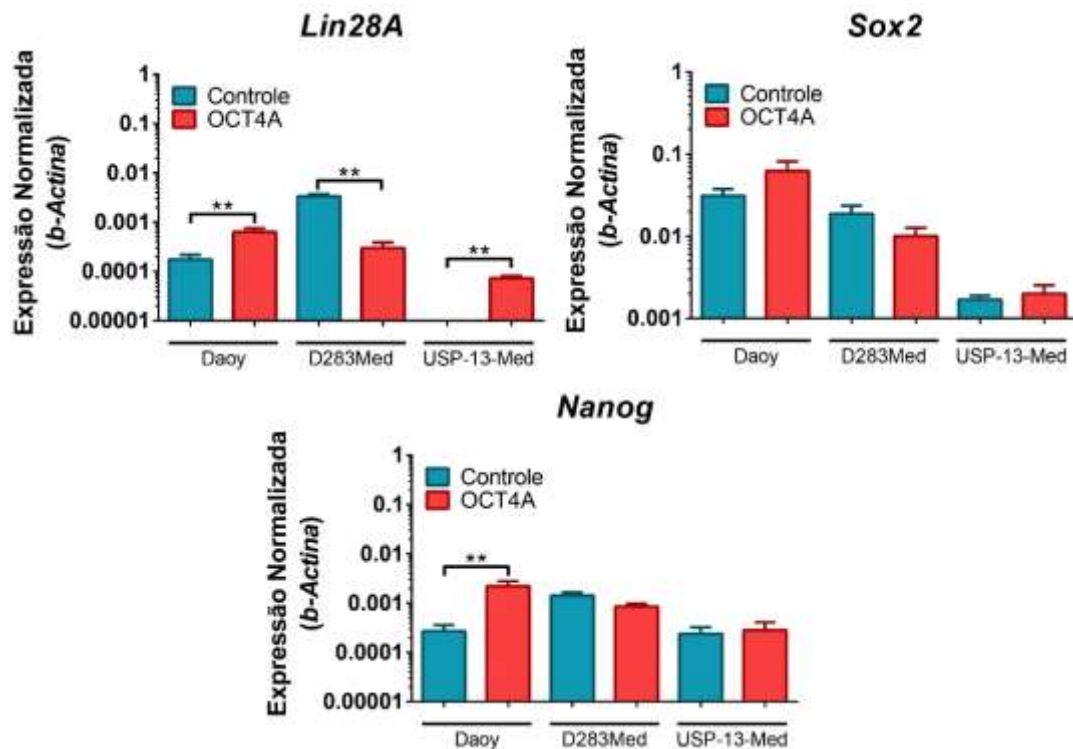 Lin28A
Expressão Normalizada
(b-Actina)
1
0.1
0.01
0.001
0.0001
0.00001
Controle
OCT4A
**
**
**
Daoy
D283Med
USP-13-Med
Sox2
Expressão Normalizada
(b-Actina)
1
0.1
0.01
0.001
Controle
OCT4A
Daoy
D283Med
USP-13-Med
Nanog
Expressão Normalizada
(b-Actina)
1
0.1
0.01
0.001
0.0001
0.00001
Controle
OCT4A
**
Daoy
D283Med
USP-13-Med